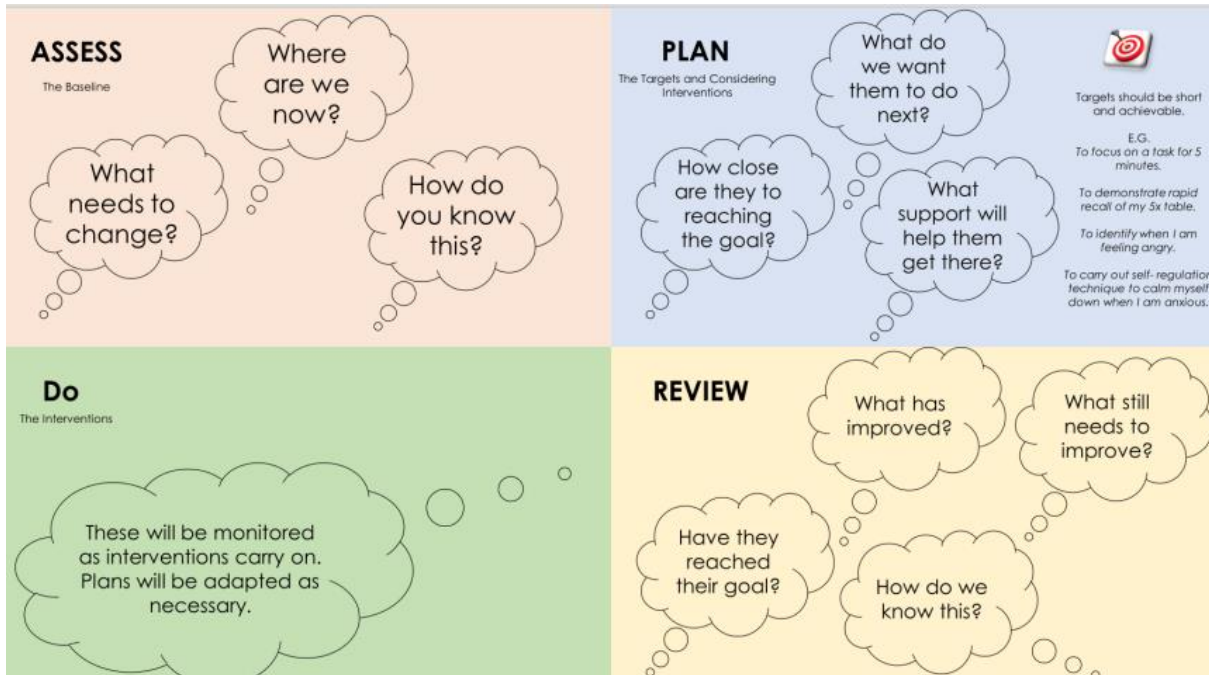 ASSESS
The Baseline
Where
are we
now?
What
needs to
change?
How do
you know
this?
PLAN
The Targets and Considering
Interventions
What do
we want
them to do
next?
How close
are they to
reaching
the goal?
What
support will
help them
get there?
Targets should be short
and achievable.
E.G.
To focus on a task for 5
minutes.
To demonstrate rapid
recall of my 5x table.
To identify when I am
feeling angry.
To carry out self- regulation
technique to calm myself
down when I am anxious.
Do
The Interventions
These will be monitored
as interventions carry on.
Plans will be adapted as
necessary.
REVIEW
What has
improved?
What still
needs to
improve?
Have they
reached
their goal?
How do we
know this?